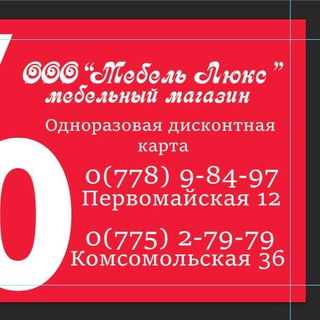 ООО “Мебель Люкс ”
мебельный магазин
Одноразовая дисконтная
карта
0(778) 9-84-97
Первомайская 12
0(775) 2-79-79
Комсомольская 36